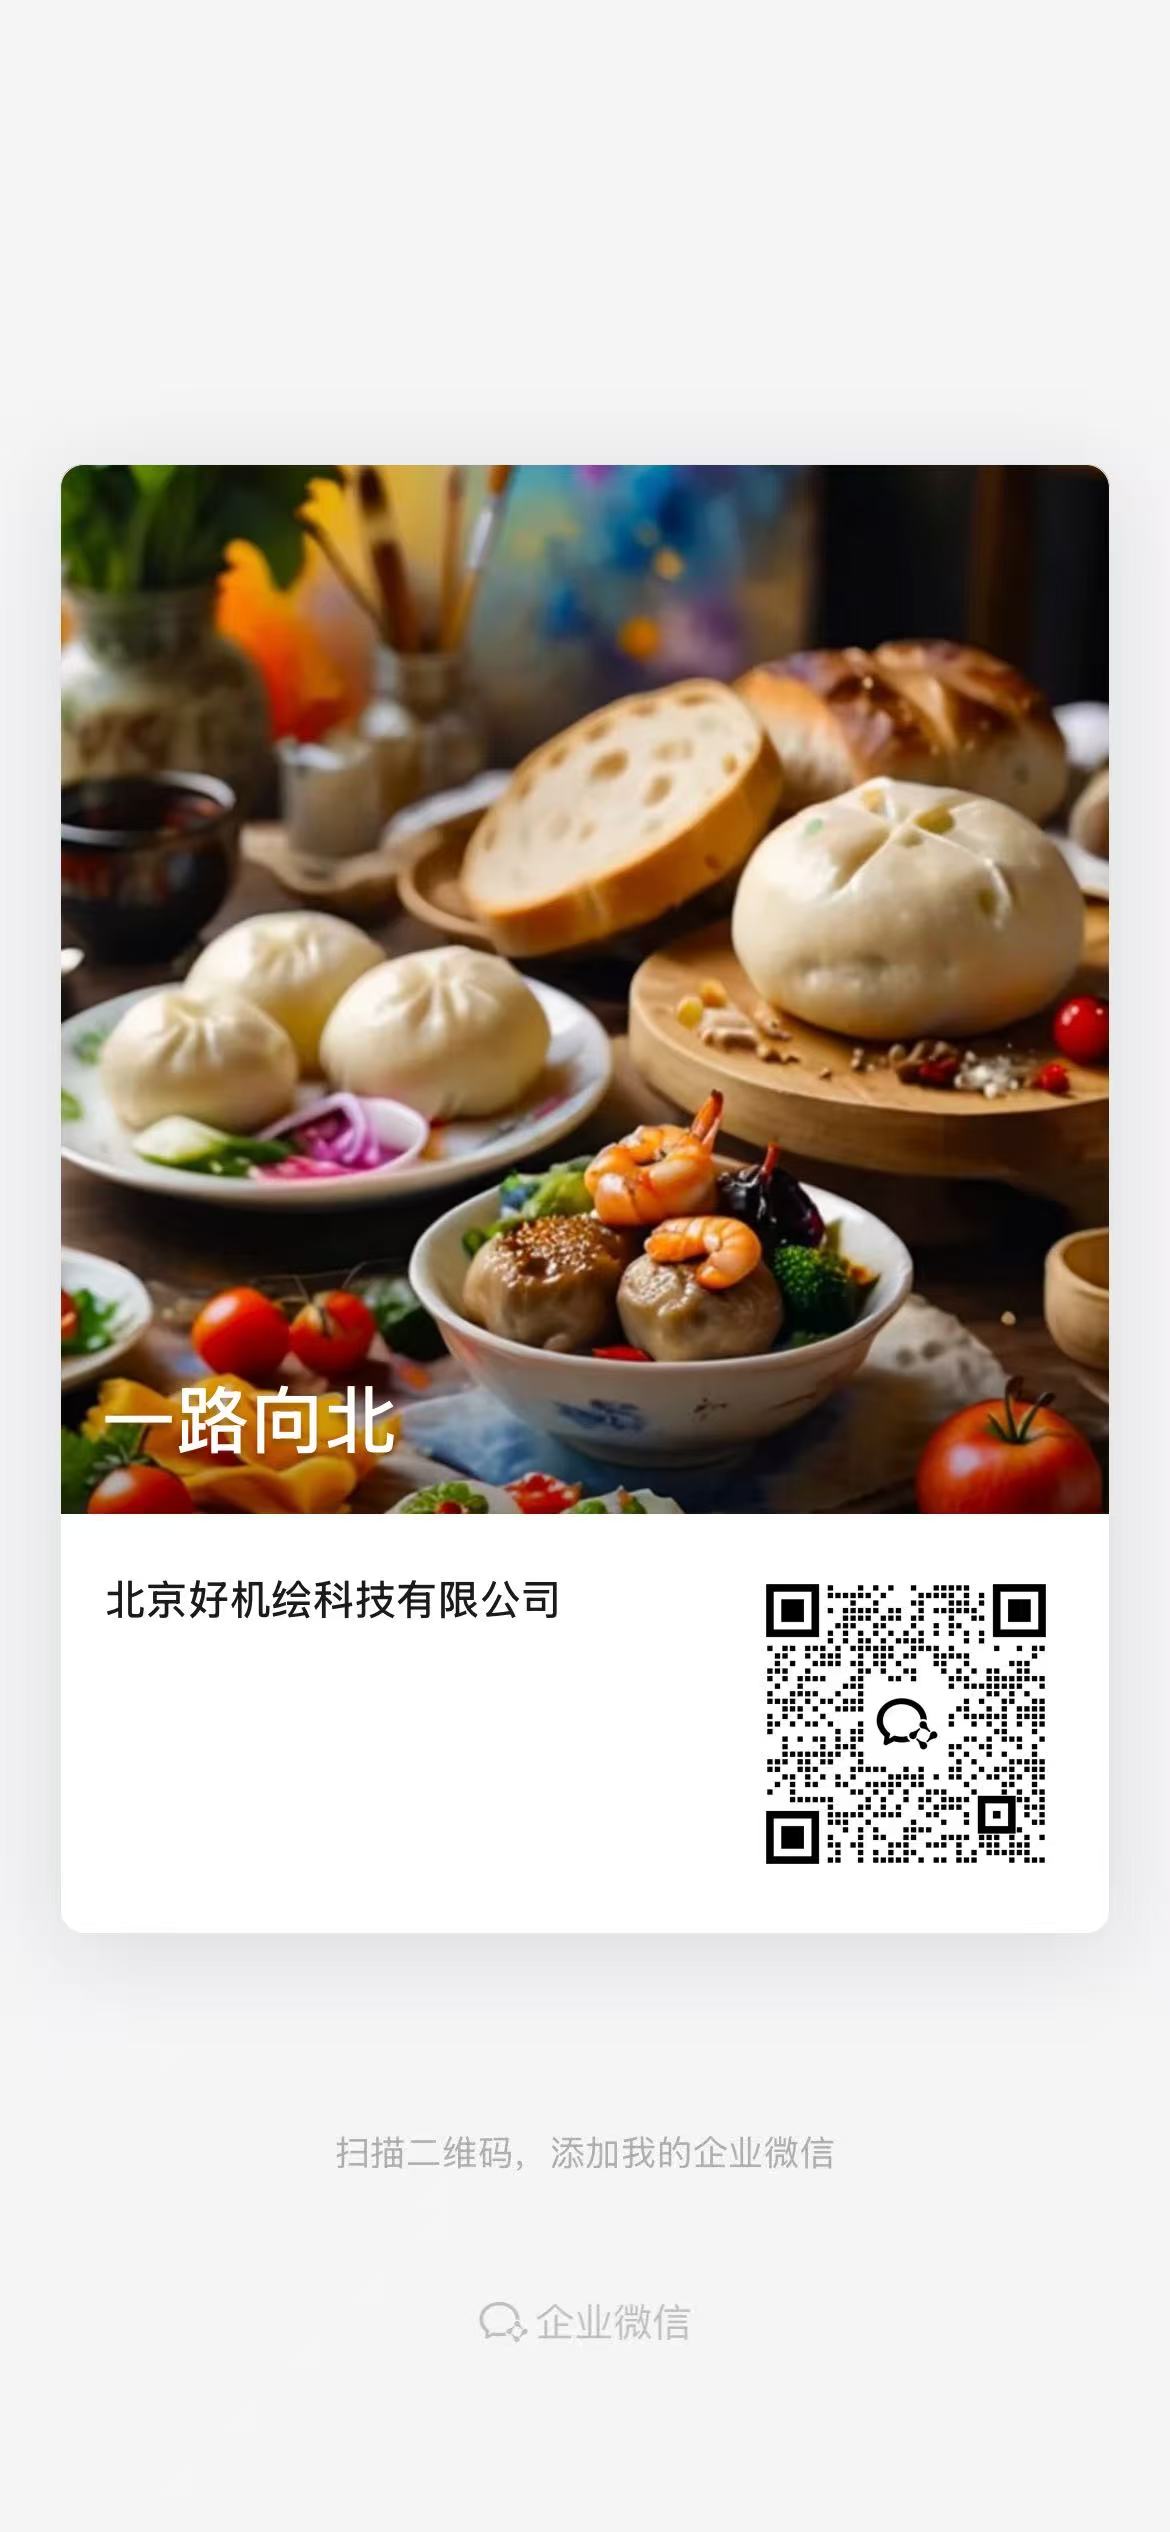 一路向北
北京好机绘科技有限公司
扫描二维码，添加我的企业微信
企业微信